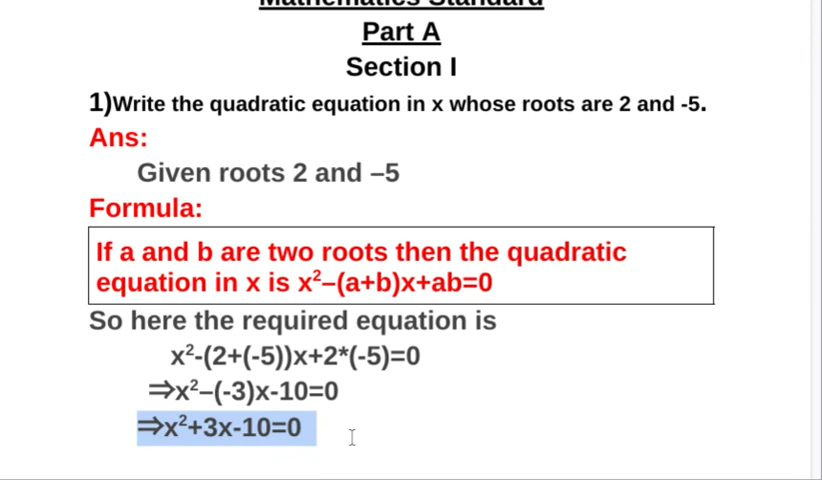 Mathematics Standard
Part A
Section I
1)Write the quadratic equation in x whose roots are 2 and -5.
Ans:
Given roots 2 and –5
Formula:
If a and b are two roots then the quadratic
equation in x is x²–(a+b)x+ab=0
So here the required equation is
x²-(2+(-5))x+2*(-5)=0
⇒x²–(-3)x-10=0
⇒x²+3x-10=0